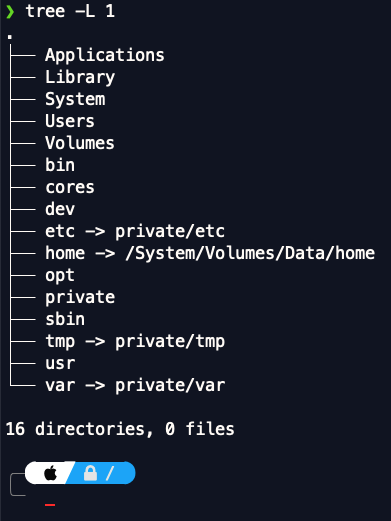 ❯ tree -L 1
.
├── Applications
├── Library
├── System
├── Users
├── Volumes
├── bin
├── cores
├── dev
├── etc -> private/etc
├── home -> /System/Volumes/Data/home
├── opt
├── private
├── sbin
├── tmp -> private/tmp
├── usr
└── var -> private/var
16 directories, 0 files
/